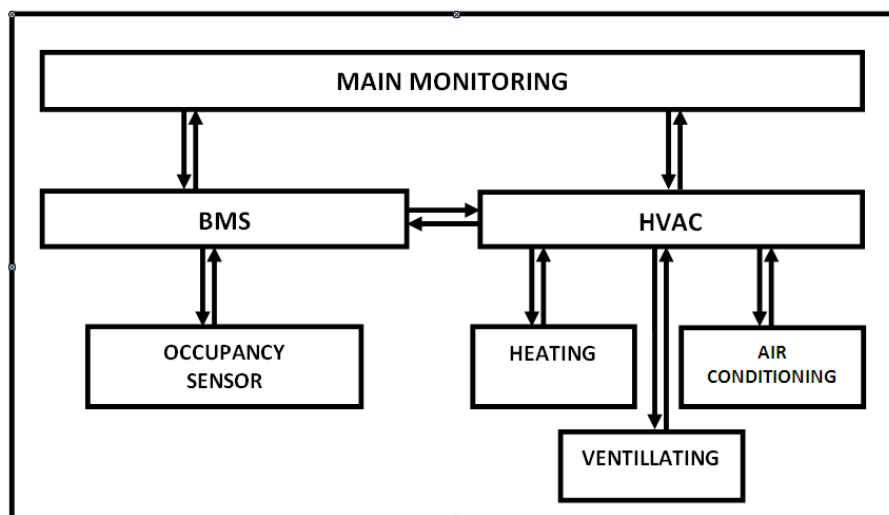 MAIN MONITORING
BMS
HVAC
OCCUPANCY
SENSOR
HEATING
AIR
CONDITIONING
VENTILLATING